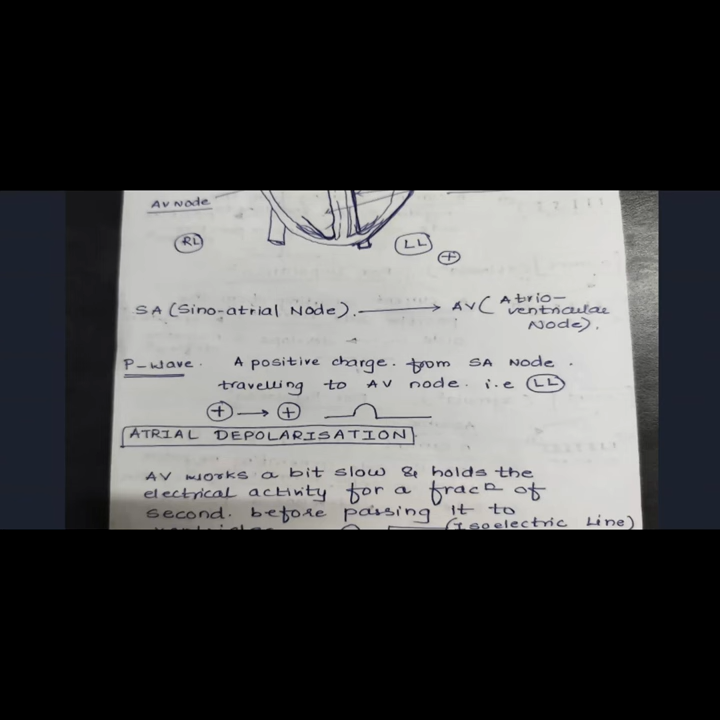 AV Node
RL
LL
+
SA (Sino-atrial Node). → AV (Atrio-
ventricular
Node).
P-wave. A positive charge. from SA Node.
travelling to AV node. i.e LL
+ → +
ATRIAL DEPOLARISATION
AV works a bit slow & holds the
electrical activity for a fracn of
second. before passing it to
(Isoelectric Line)